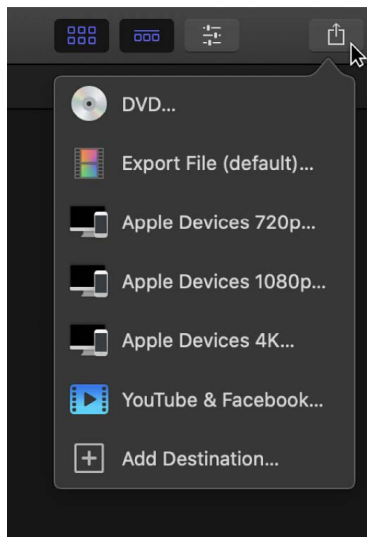 DVD...
Export File (default)...
Apple Devices 720p...
Apple Devices 1080p...
Apple Devices 4K...
YouTube & Facebook...
Add Destination...